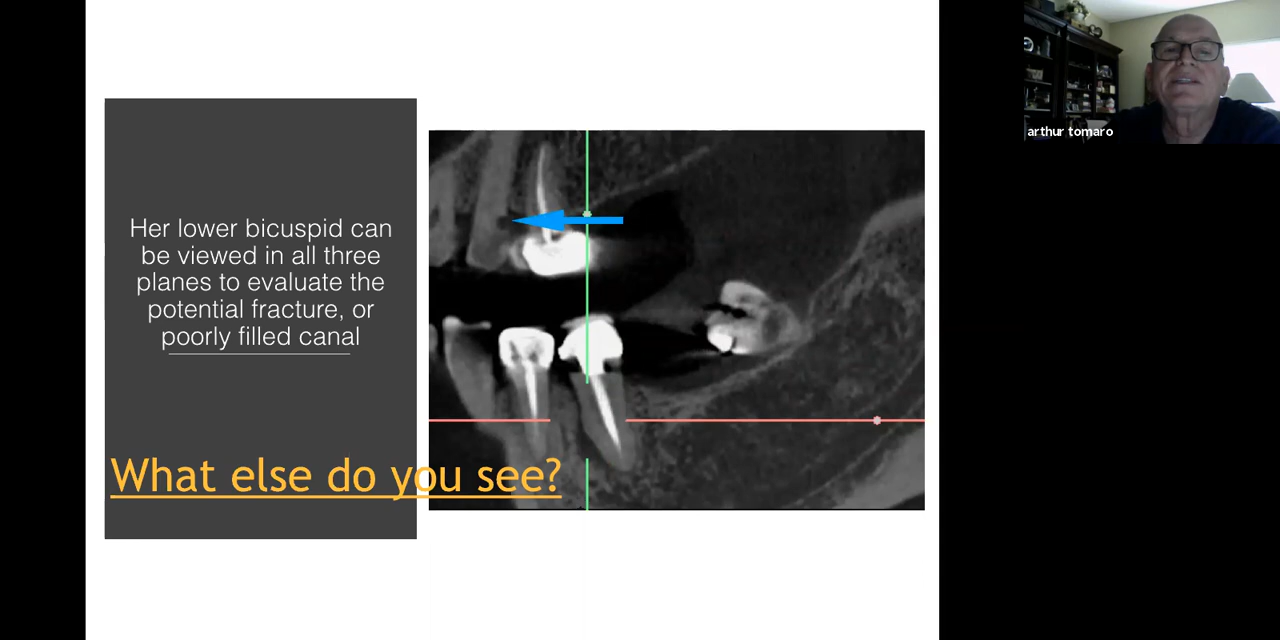 Her lower bicuspid can
be viewed in all three
planes to evaluate the
potential fracture, or
poorly filled canal
What else do you see?
arthur tomaro